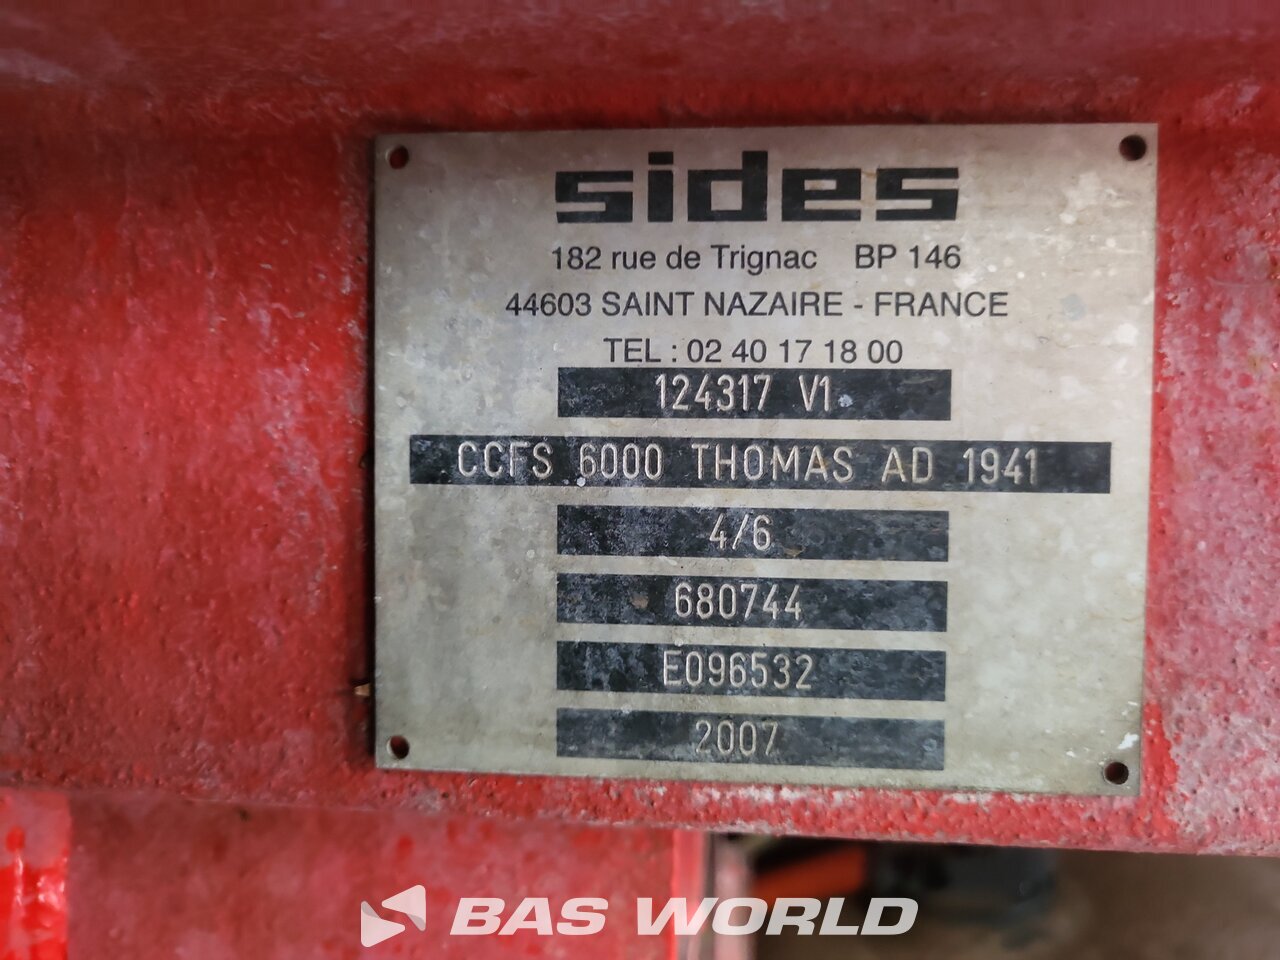 sides
182 rue de Trignac BP 146
44603 SAINT NAZAIRE - FRANCE
TEL : 02 40 17 18 00
124317 V1
CCFS 6000 THOMAS AD 1941
4/6
680744
E096532
2007
BAS WORLD